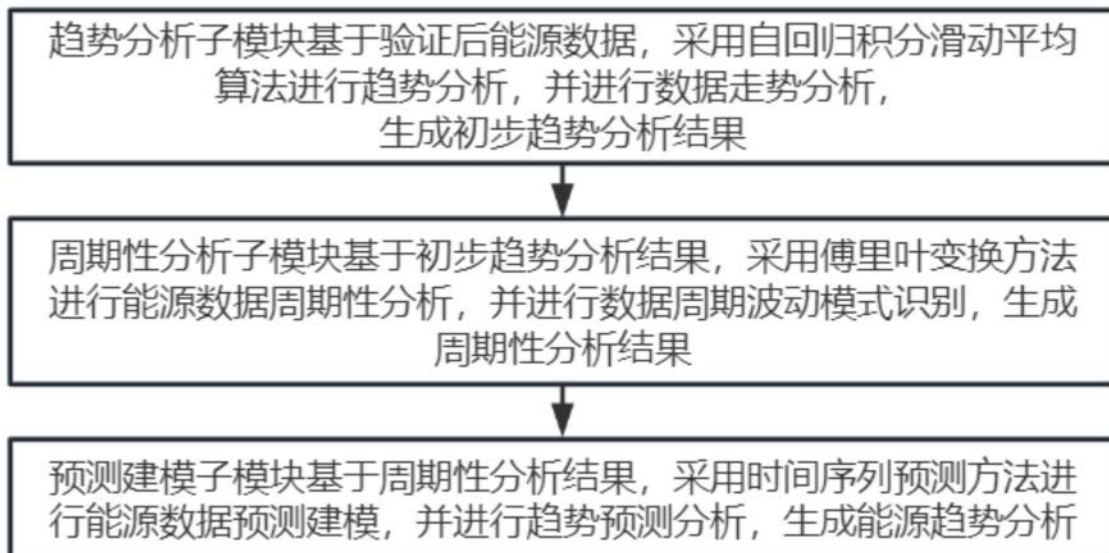 趋势分析子模块基于验证后能源数据，采用自回归积分滑动平均
算法进行趋势分析，并进行数据走势分析，
生成初步趋势分析结果
周期性分析子模块基于初步趋势分析结果，采用傅里叶变换方法
进行能源数据周期性分析，并进行数据周期波动模式识别，生成
周期性分析结果
预测建模子模块基于周期性分析结果，采用时间序列预测方法进
行能源数据预测建模，并进行趋势预测分析，生成能源趋势分析